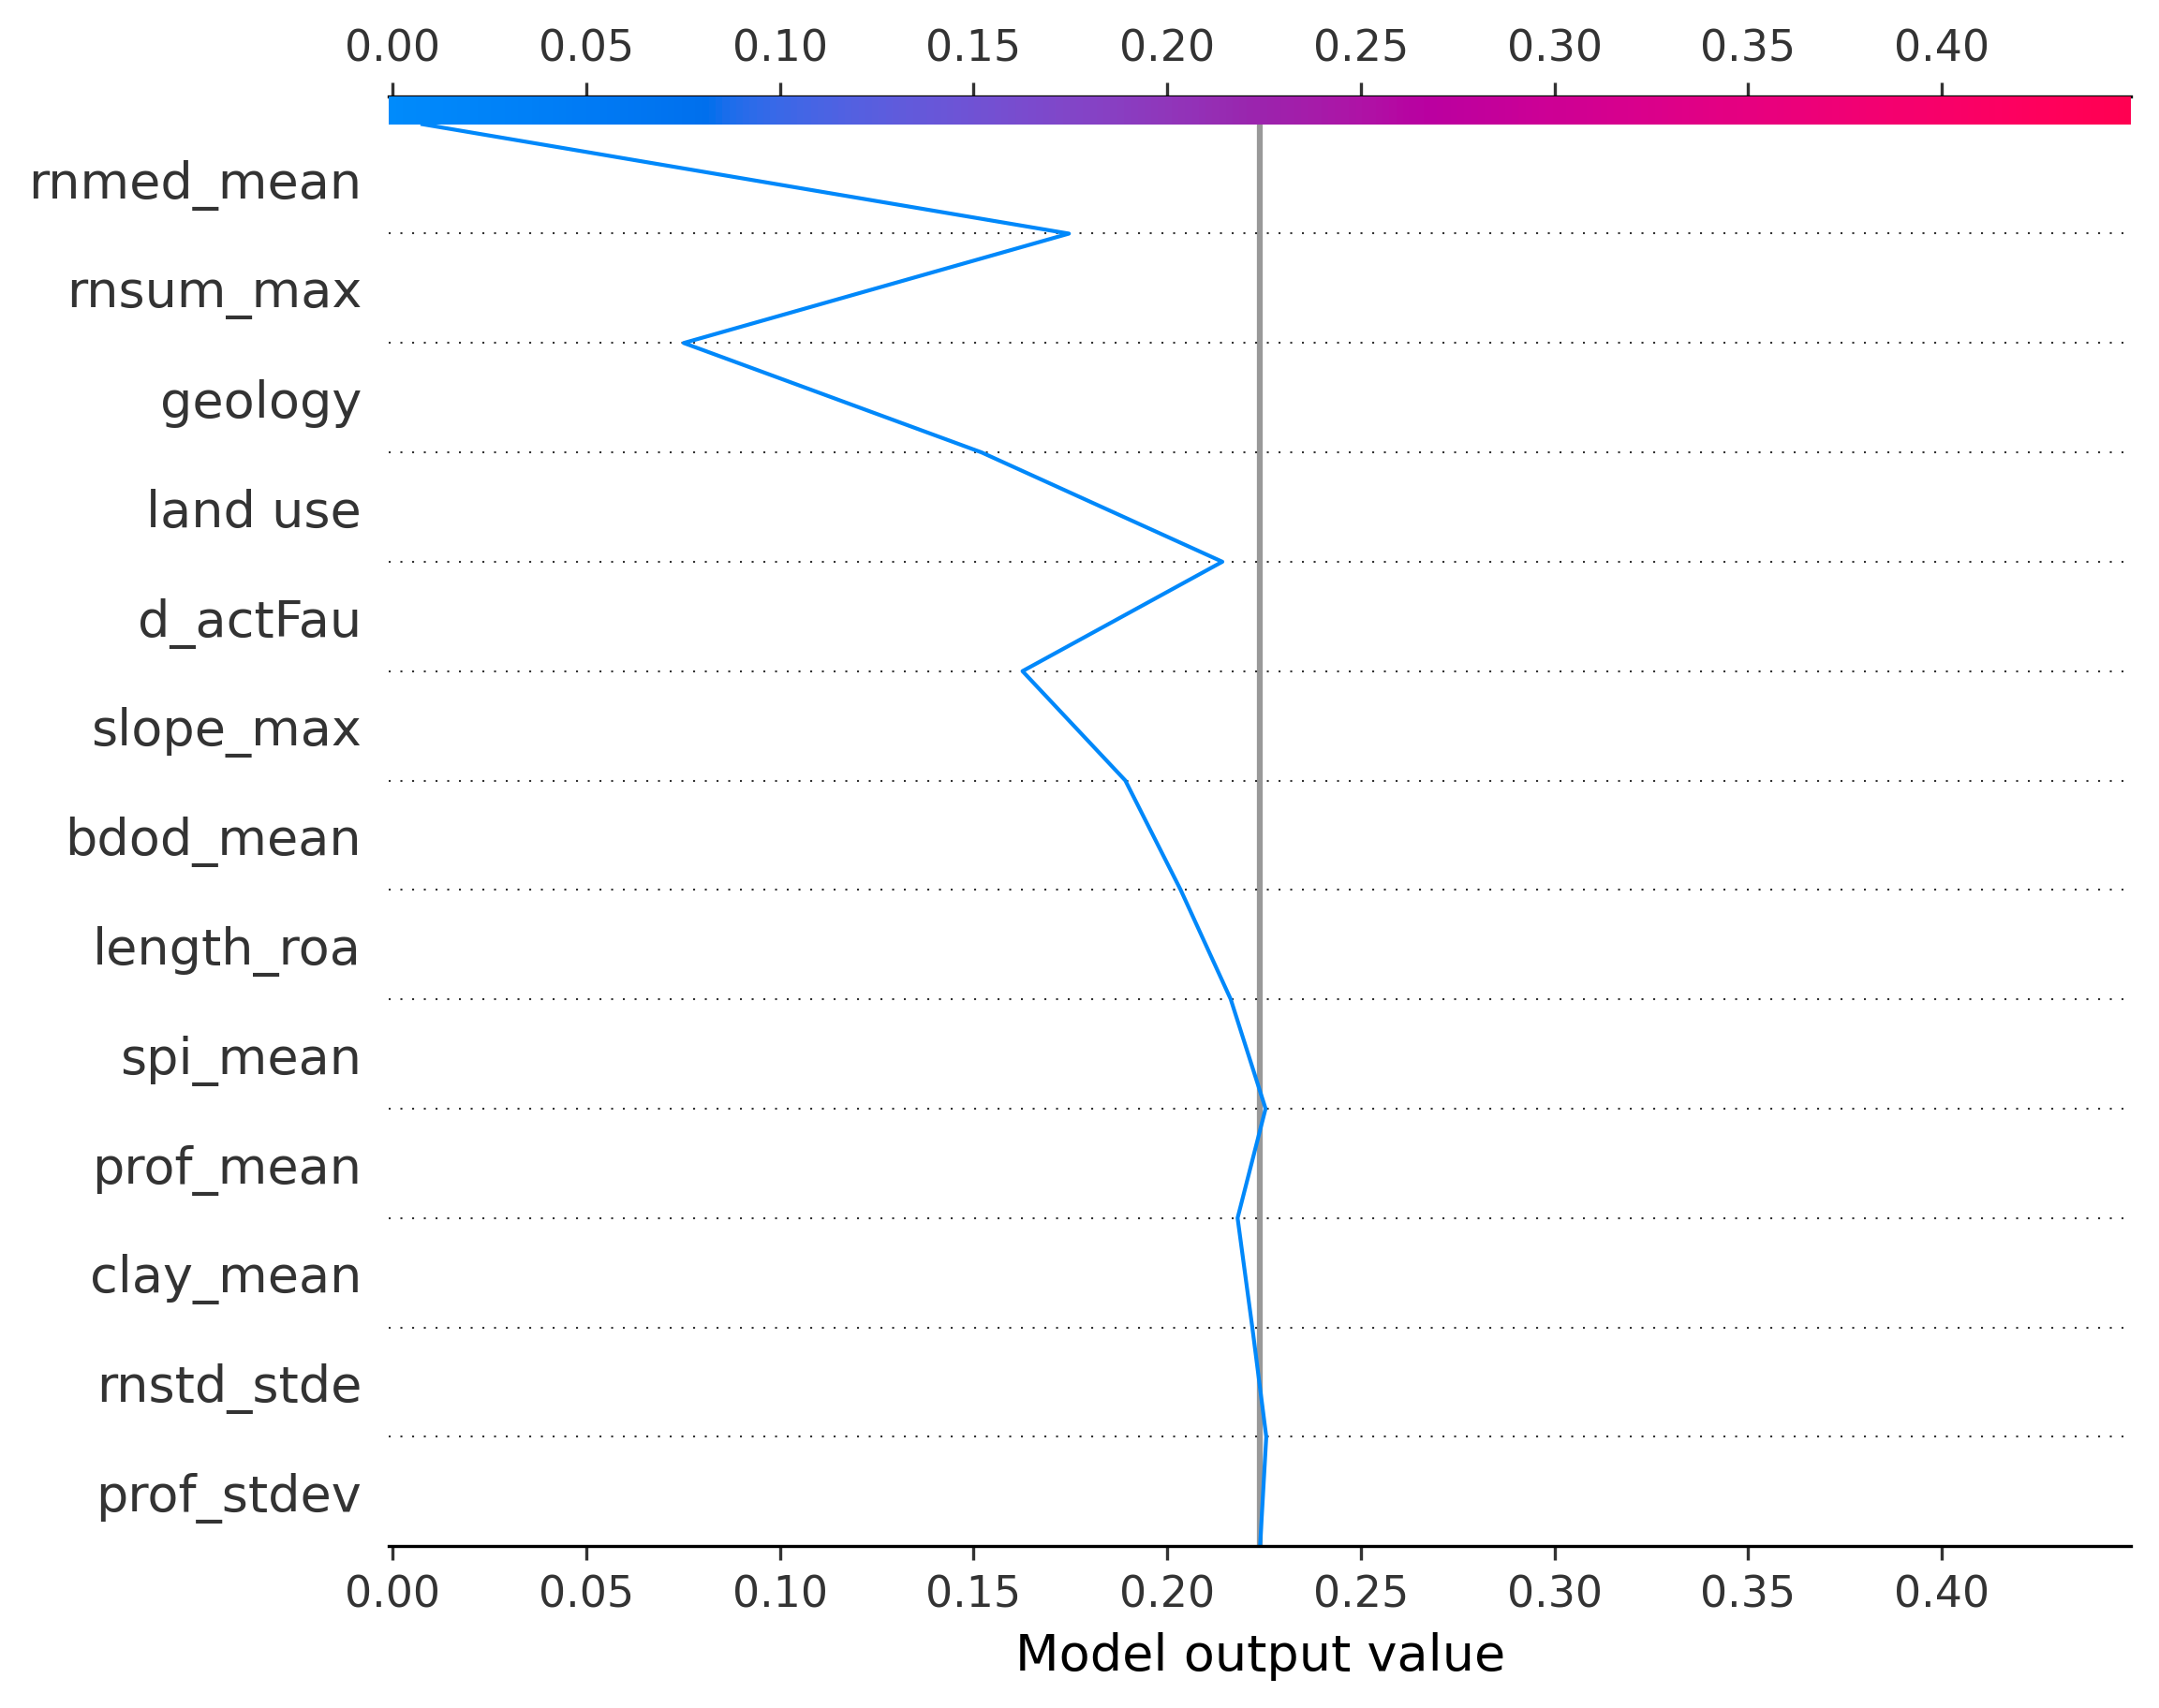 0.00 0.05 0.10 0.15 0.20 0.25 0.30 0.35 0.40
rnmed_mean
rnsum_max
geology
land use
d_actFau
slope_max
bdod_mean
length_roa
spi_mean
prof_mean
clay_mean
rnstd_stde
prof_stdev
0.00 0.05 0.10 0.15 0.20 0.25 0.30 0.35 0.40
Model output value